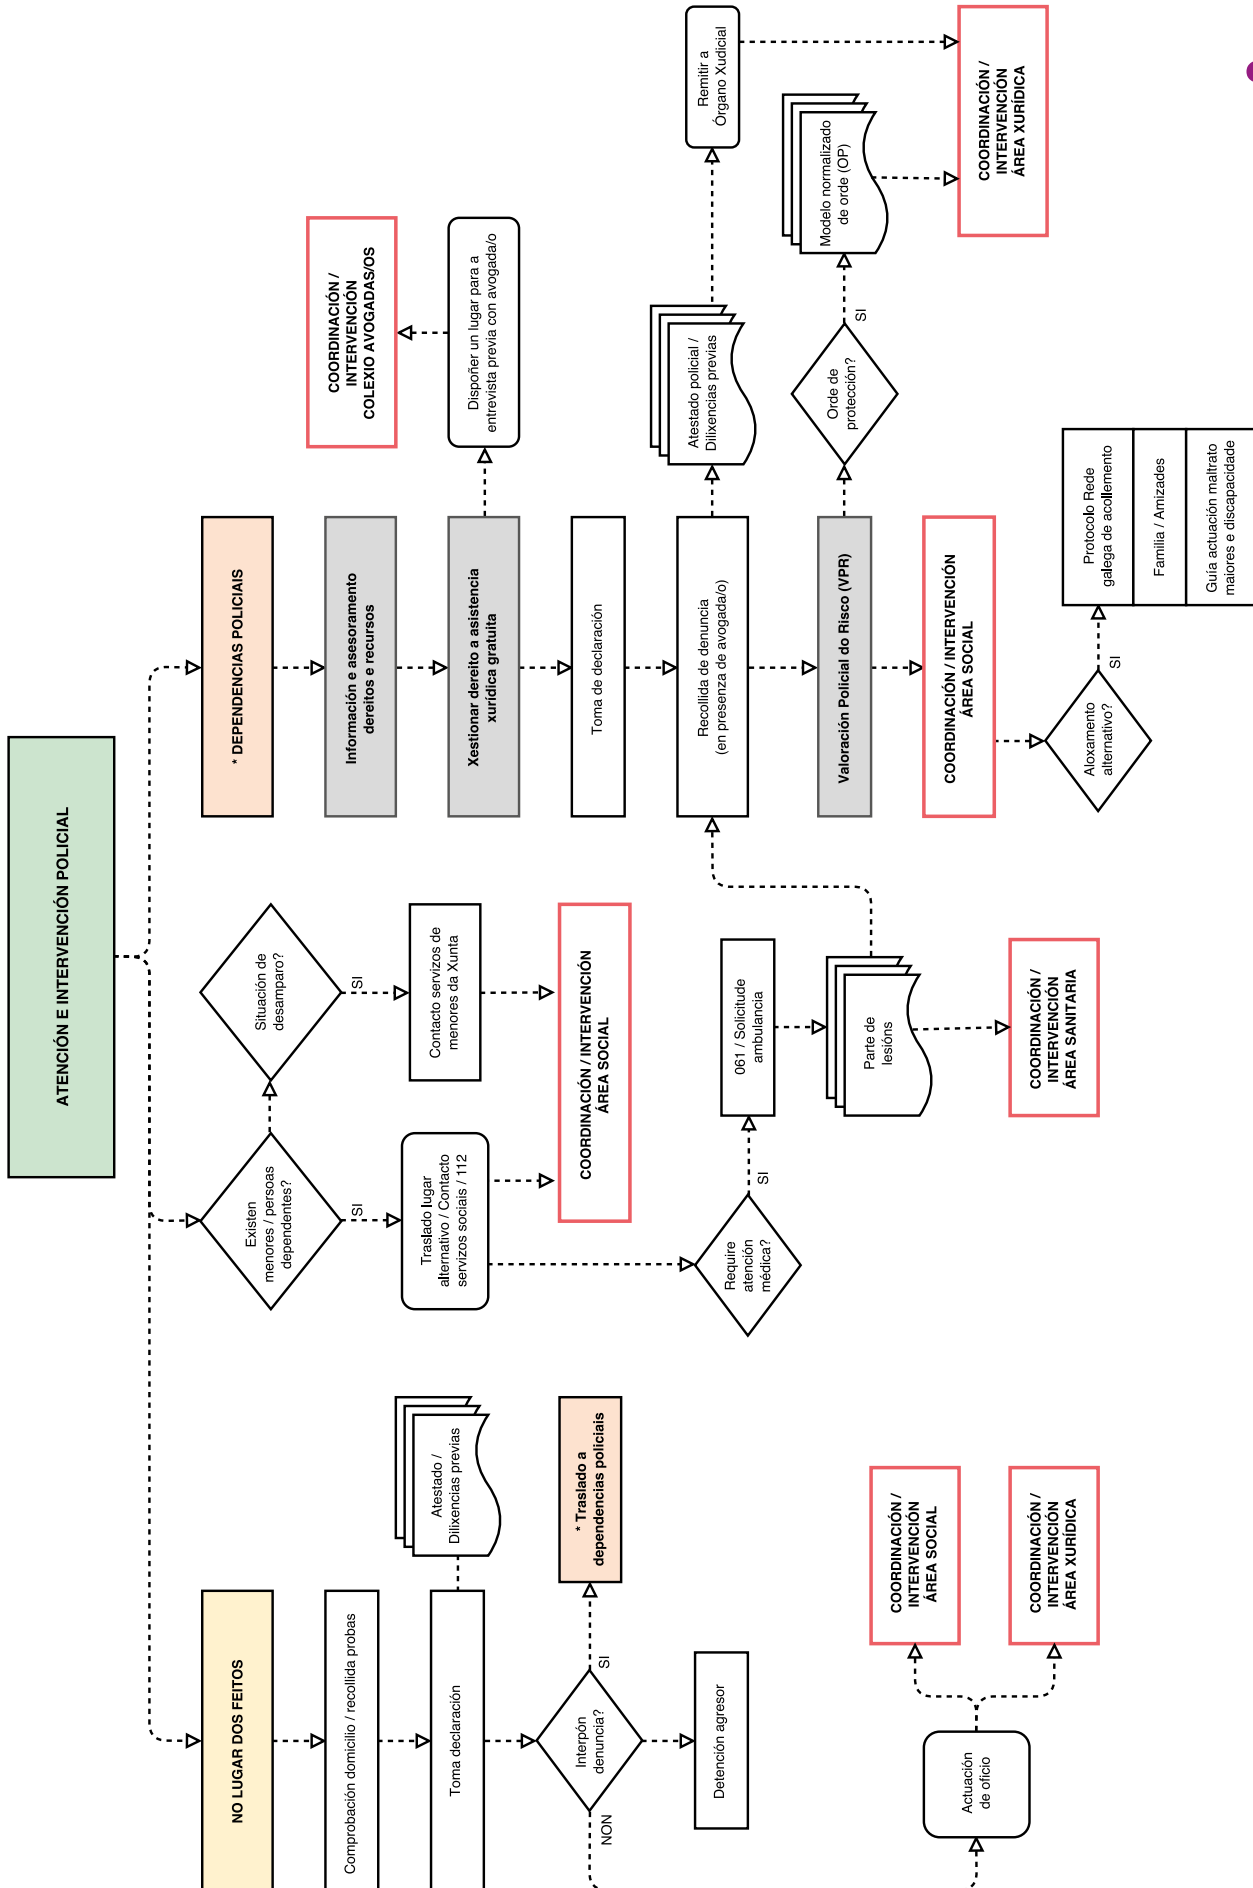 ATENCIÓN E INTERVENCIÓN POLICIAL
NO LUGAR DOS FEITOS
Comprobación domicilio / recollida probas
Toma declaración
Atestado /
Dilixencias previas
Interpón
denuncia?
SI
NON
* Traslado a
dependencias policiais
Detención agresor
Actuación
de oficio
COORDINACIÓN /
INTERVENCIÓN
ÁREA SOCIAL
COORDINACIÓN /
INTERVENCIÓN
ÁREA XURÍDICA
Existen
menores / persoas
dependentes?
SI
Situación de
desamparo?
SI
Traslado lugar
alternativo / Contacto
servizos sociais / 112
Contacto servizos de
menores da Xunta
COORDINACIÓN / INTERVENCIÓN
ÁREA SOCIAL
Require
atención
médica?
SI
061 / Solicitude
ambulancia
Parte de
lesións
COORDINACIÓN /
INTERVENCIÓN
ÁREA SANITARIA
* DEPENDENCIAS POLICIAIS
Información e asesoramento
dereitos e recursos
Xestionar dereito a asistencia
xurídica gratuita
Dispoñer un lugar para a
entrevista previa con avogada/o
COORDINACIÓN /
INTERVENCIÓN
COLEXIO AVOGADAS/OS
Toma de declaración
Recollida de denuncia
(en presenza de avogada/o)
Atestado policial /
Dilixencias previas
Remitir a
Órgano Xudicial
Valoración Policial do Risco (VPR)
Orde de
protección?
SI
Modelo normalizado
de orde (OP)
COORDINACIÓN /
INTERVENCIÓN
ÁREA XURÍDICA
COORDINACIÓN / INTERVENCIÓN
ÁREA SOCIAL
Aloxamento
alternativo?
SI
Protocolo Rede
galega de acollemento
Familia / Amizades
Guía actuación maltrato
maiores e discapacidade